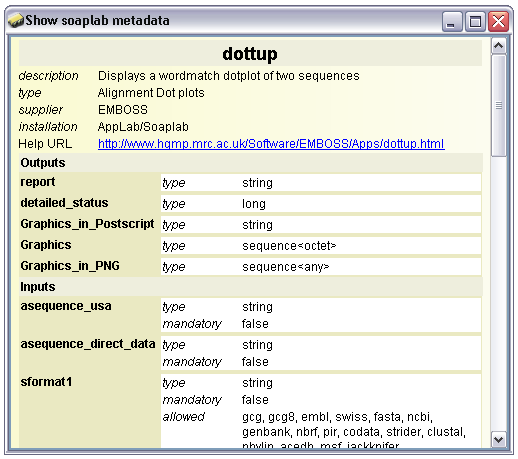 Show soaplab metadata
dottup
description Displays a wordmatch dotplot of two sequences
type Alignment Dot plots
supplier EMBOSS
installation AppLab/Soaplab
Help URL http://www.hgmp.mrc.ac.uk/Software/EMBOSS/Apps/dottup.html
Outputs
report type string
detailed_status type long
Graphics_in_Postscript type string
Graphics type sequence<octet>
Graphics_in_PNG type sequence<any>
Inputs
asequence_usa type string
mandatory false
asequence_direct_data type string
mandatory false
sformat1 type string
mandatory false
allowed gcg, gcg8, embl, swiss, fasta, ncbi,
genbank, nbrf, pir, codata, strider, clustal,
phylip, acedb, msf, jackknifer,